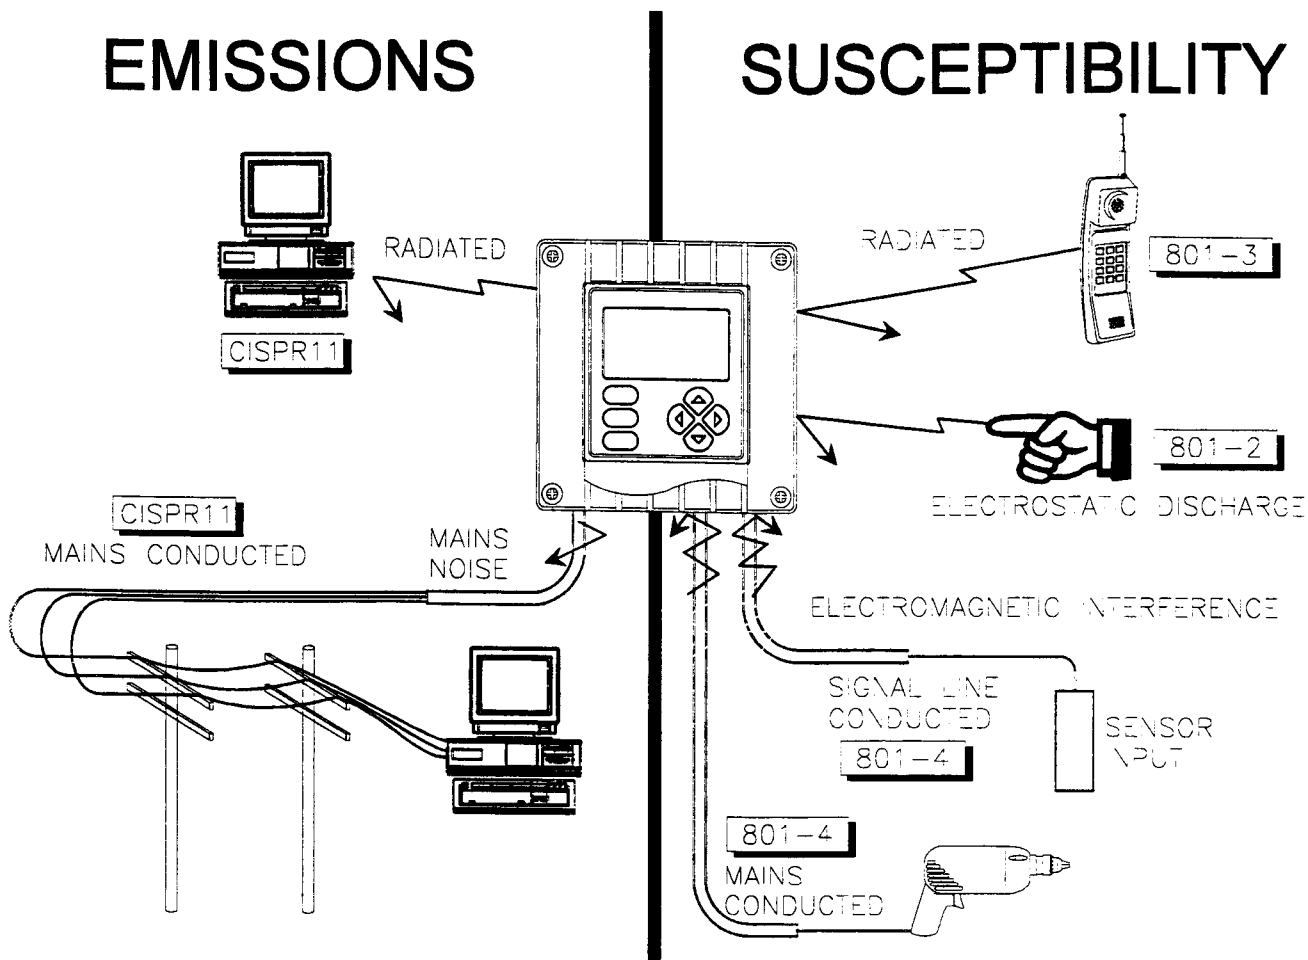 EMISSIONS
SUSCEPTIBILITY
RADIATED
CISPR11
RADIATED
801-3
801-2
ELECTROSTATIC DISCHARGE
CISPR11
MAINS CONDUCTED
MAINS
NOISE
ELECTROMAGNETIC INTERFERENCE
SIGNAL LINE
CONDUCTED
801-4
SENSOR
INPUT
801-4
MAINS
CONDUCTED